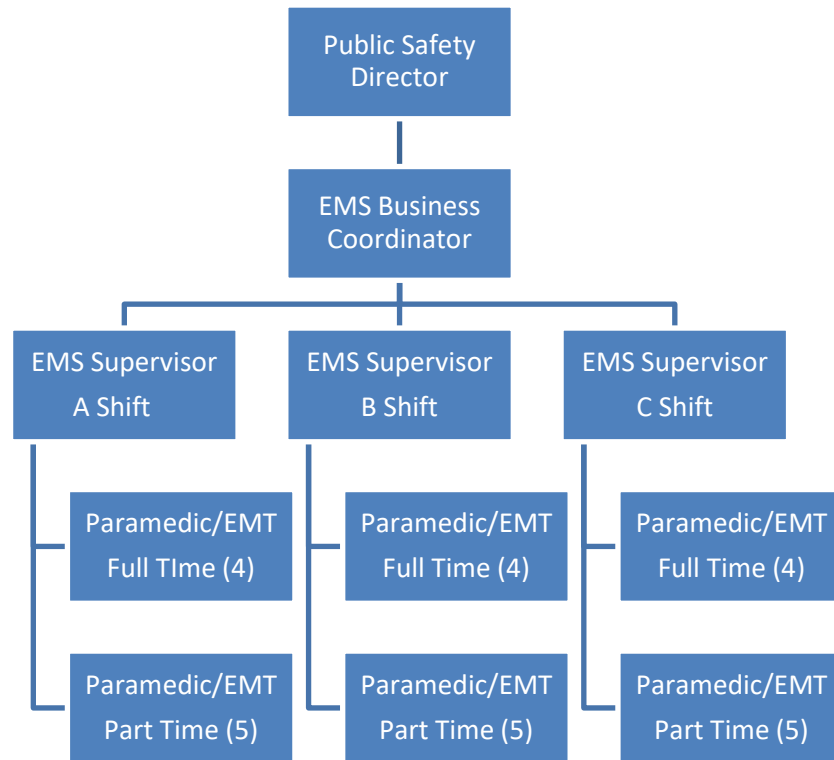 Public Safety
Director
EMS Business
Coordinator
EMS Supervisor
A Shift
EMS Supervisor
B Shift
EMS Supervisor
C Shift
Paramedic/EMT
Full TIme (4)
Paramedic/EMT
Full Time (4)
Paramedic/EMT
Full Time (4)
Paramedic/EMT
Part Time (5)
Paramedic/EMT
Part Time (5)
Paramedic/EMT
Part Time (5)